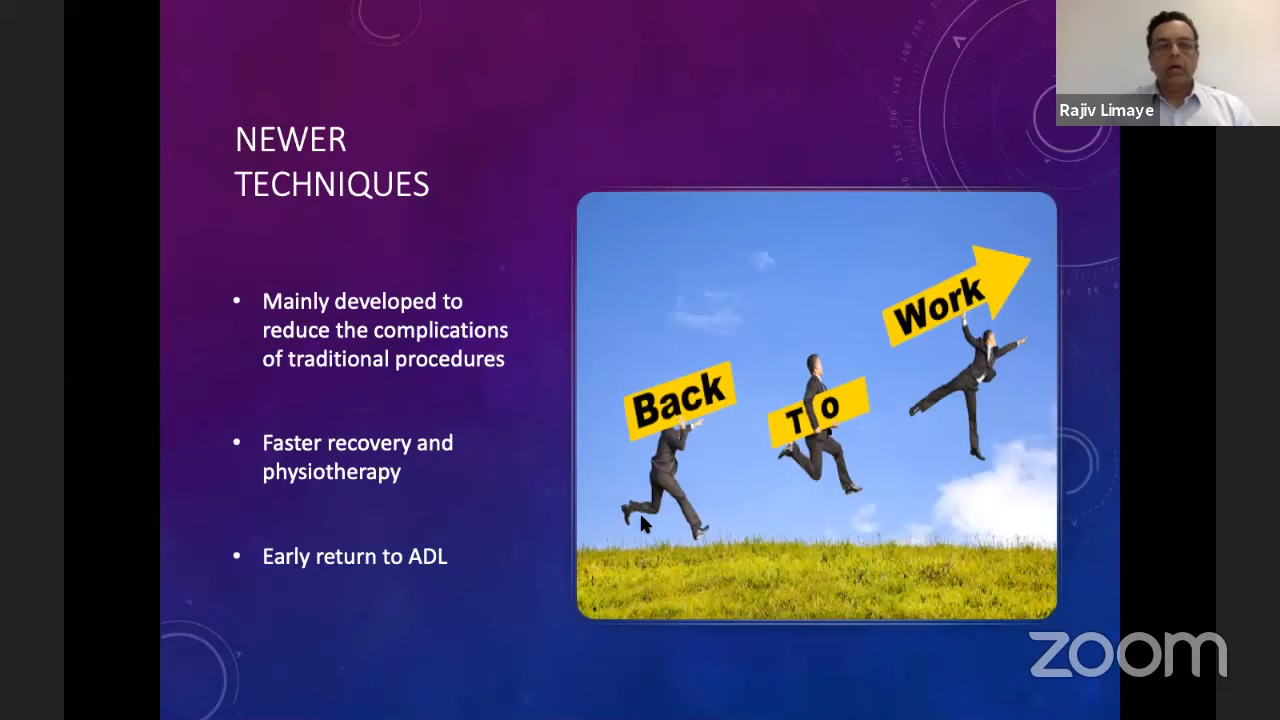 NEWER
TECHNIQUES
• Mainly developed to
reduce the complications
of traditional procedures
• Faster recovery and
physiotherapy
• Early return to ADL
Back
TO
Work
Rajiv Limaye
zoom